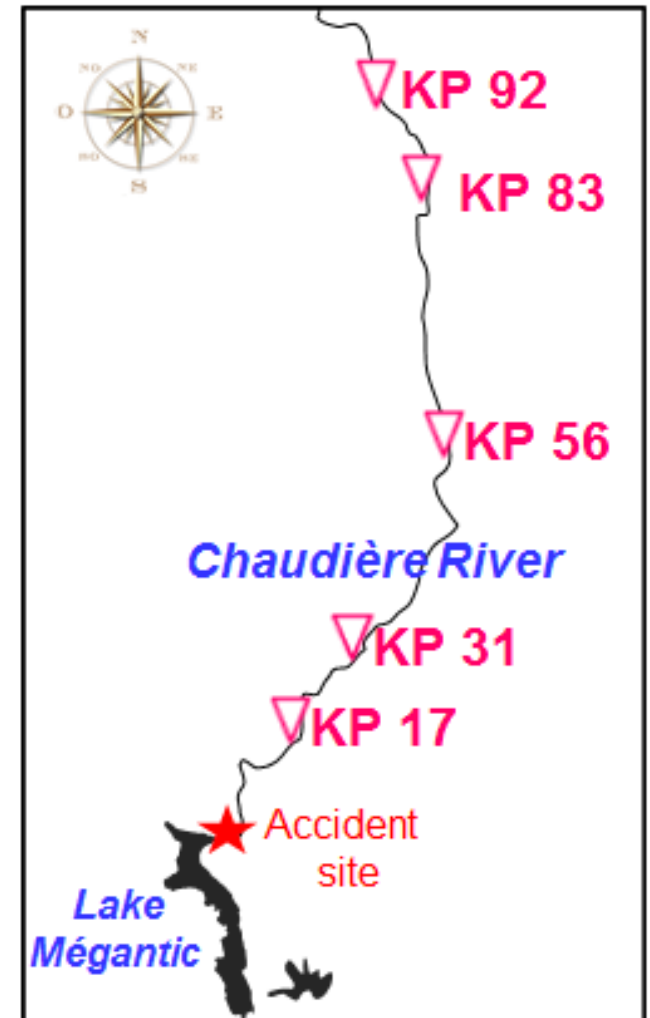 N
NO NE
O E
SO SE
S
KP 92
KP 83
KP 56
Chaudière River
KP 31
KP 17
Accident
site
Lake
Mégantic